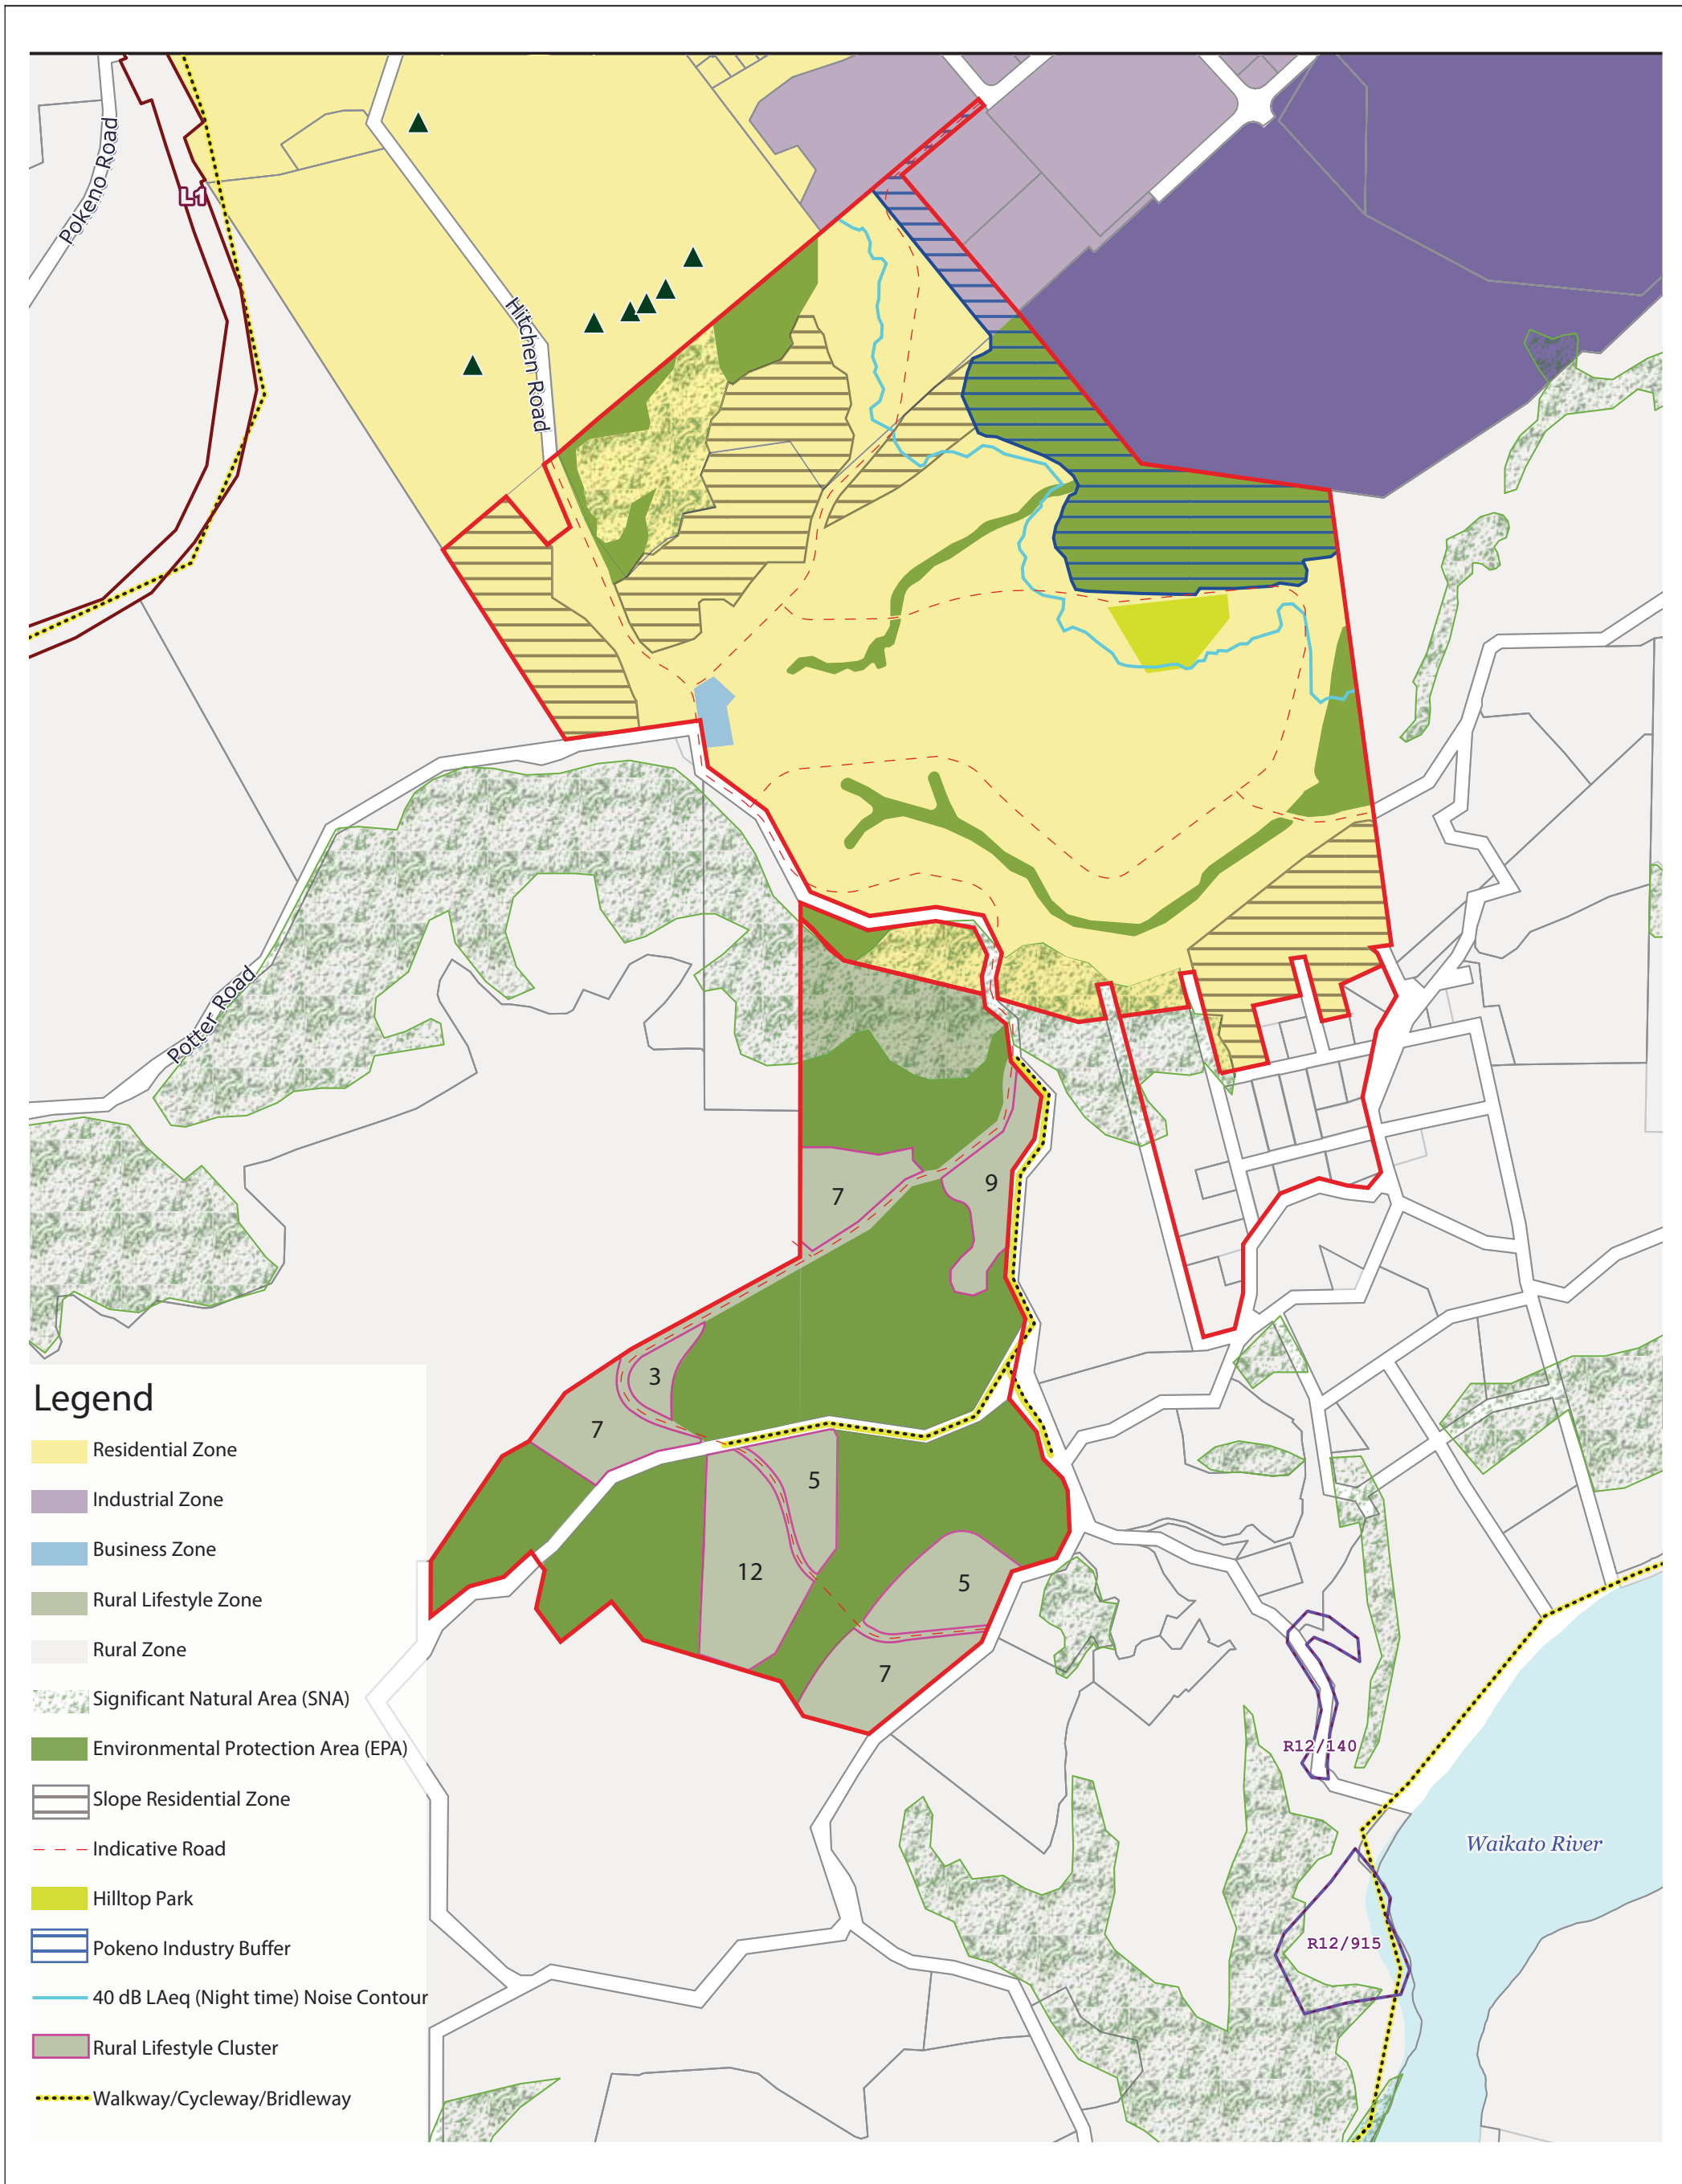 Pokeno Road
L1
Hitchen Road
Potter Road
7
9
3
7
5
12
5
7
R12/140
Waikato River
R12/915
Legend
Residential Zone
Industrial Zone
Business Zone
Rural Lifestyle Zone
Rural Zone
Significant Natural Area (SNA)
Environmental Protection Area (EPA)
Slope Residential Zone
Indicative Road
Hilltop Park
Pokeno Industry Buffer
40 dB LAeq (Night time) Noise Contour
Rural Lifestyle Cluster
Walkway/Cycleway/Bridleway